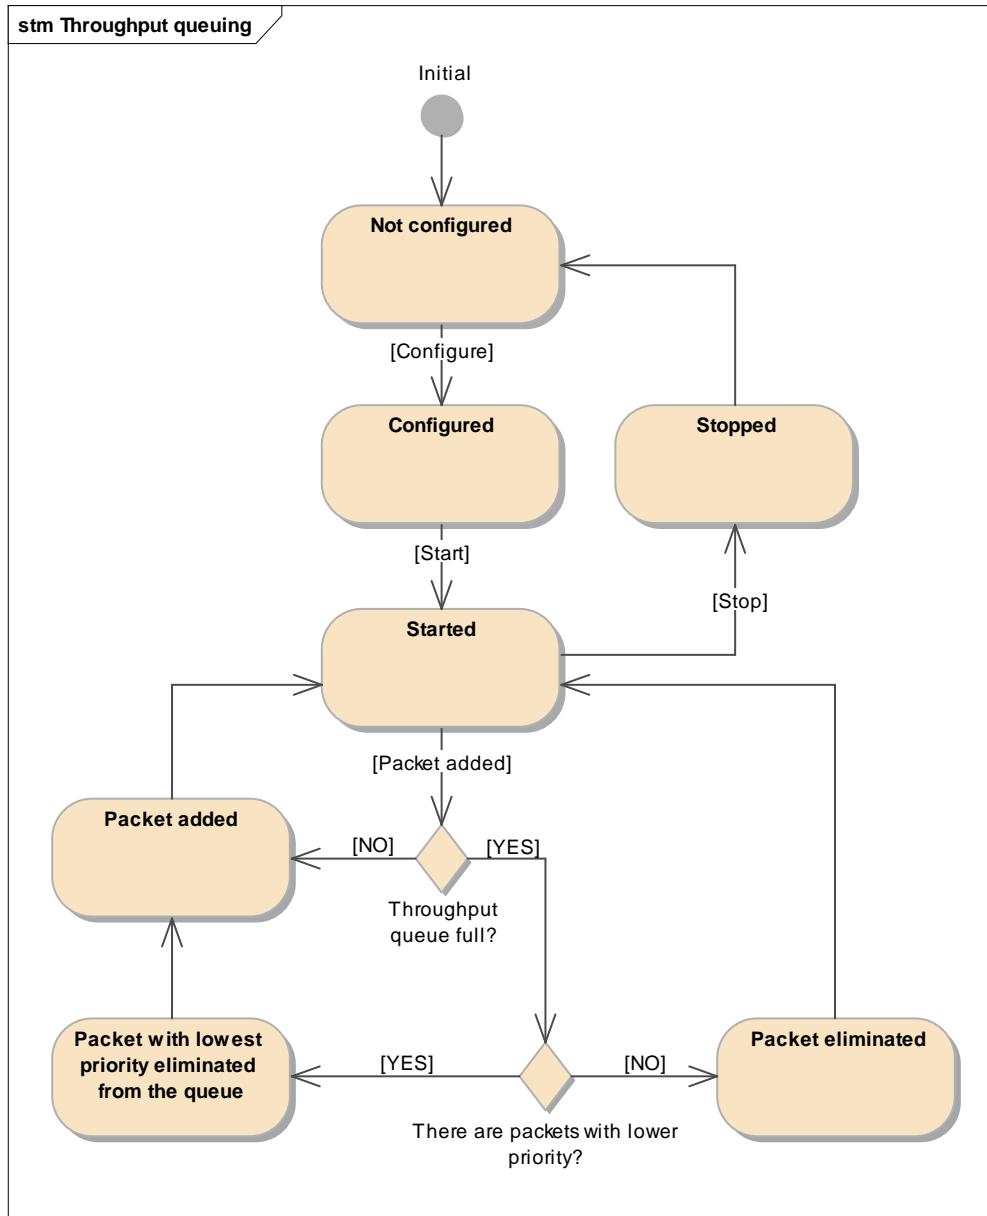 stm Throughput queuing
Initial
Not configured
[Configure]
Configured
Stopped
[Start]
[Stop]
Started
[Packet added]
Packet added
[NO]
[YES]
Throughput
queue full?
Packet with lowest
priority eliminated
from the queue
[YES]
[NO]
Packet eliminated
There are packets with lower
priority?